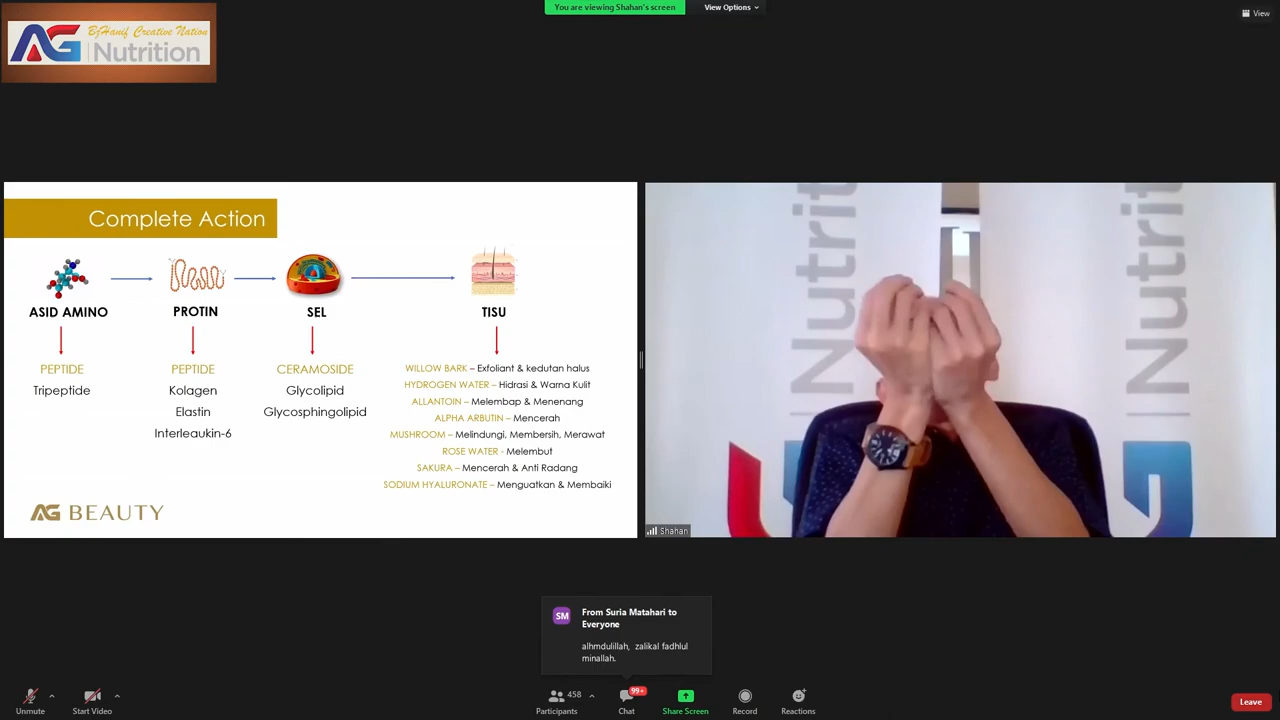 You are viewing Shahan's screen
View Options
View
BzHanif Creative Nation
AG Nutrition
Complete Action
ASID AMINO
PROTIN
SEL
TISU
PEPTIDE
Tripeptide
PEPTIDE
Kolagen
Elastin
Interleaukin-6
CERAMOSIDE
Glycolipid
Glycosphingolipid
WILLOW BARK – Exfoliant & kedutan halus
HYDROGEN WATER – Hidrasi & Warna Kulit
ALLANTOIN – Melembap & Menenang
ALPHA ARBUTIN – Mencerah
MUSHROOM – Melindungi, Membersih, Merawat
ROSE WATER - Melembut
SAKURA – Mencerah & Anti Radang
SODIUM HYALURONATE – Menguatkan & Membaiki
AG BEAUTY
Nutrit
Nutrit
Shahan
SM
From Suria Matahari to
Everyone
alhmdulillah, zalikal fadhlul
minallah.
Unmute
Start Video
458
Participants
99+
Chat
Share Screen
Record
Reactions
Leave